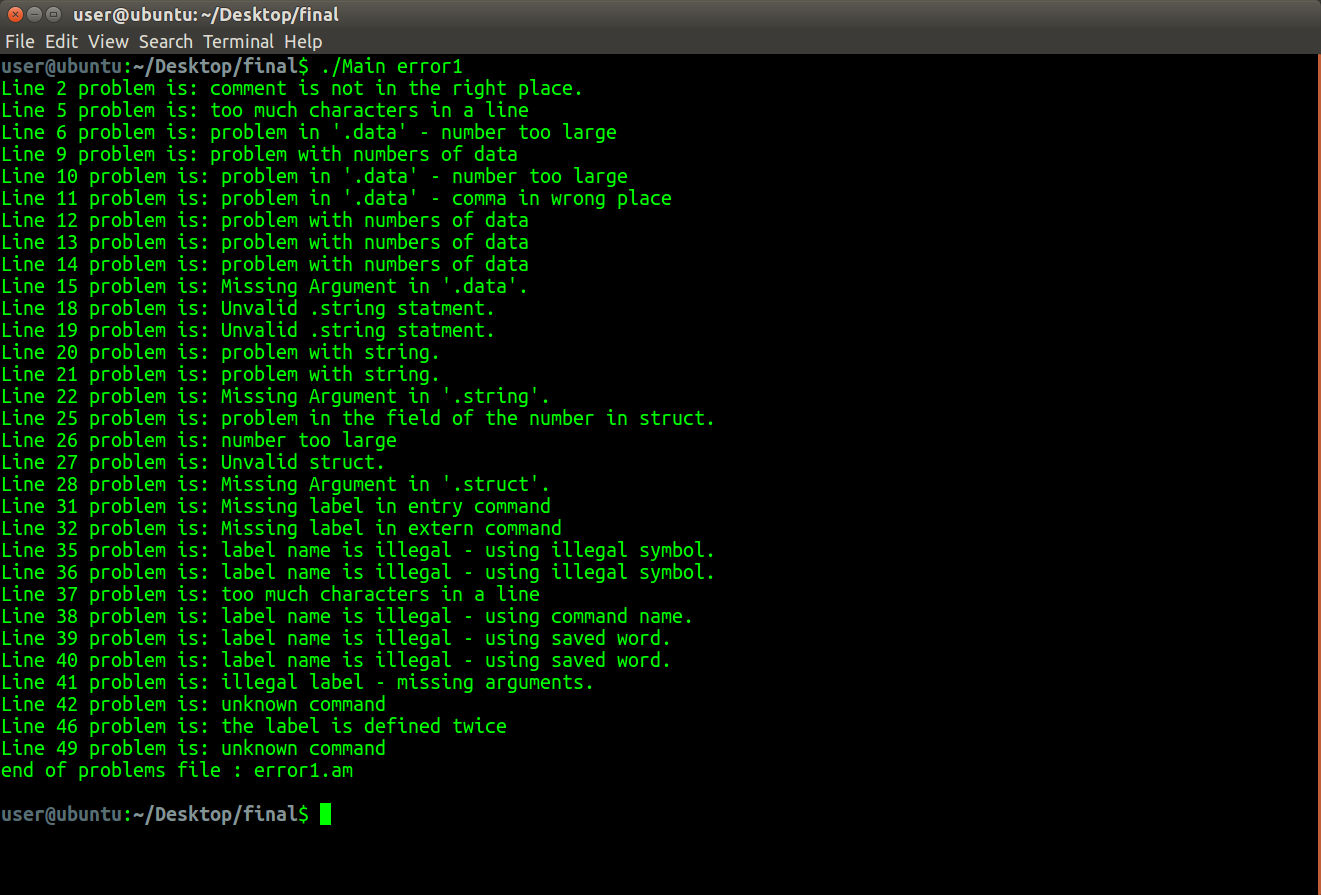 user@ubuntu: ~/Desktop/final
File Edit View Search Terminal Help
user@ubuntu:~/Desktop/final$ ./Main error1
Line 2 problem is: comment is not in the right place.
Line 5 problem is: too much characters in a line
Line 6 problem is: problem in '.data' - number too large
Line 9 problem is: problem with numbers of data
Line 10 problem is: problem in '.data' - number too large
Line 11 problem is: problem in '.data' - comma in wrong place
Line 12 problem is: problem with numbers of data
Line 13 problem is: problem with numbers of data
Line 14 problem is: problem with numbers of data
Line 15 problem is: Missing Argument in '.data'.
Line 18 problem is: Unvalid .string statment.
Line 19 problem is: Unvalid .string statment.
Line 20 problem is: problem with string.
Line 21 problem is: problem with string.
Line 22 problem is: Missing Argument in '.string'.
Line 25 problem is: problem in the field of the number in struct.
Line 26 problem is: number too large
Line 27 problem is: Unvalid struct.
Line 28 problem is: Missing Argument in '.struct'.
Line 31 problem is: Missing label in entry command
Line 32 problem is: Missing label in extern command
Line 35 problem is: label name is illegal - using illegal symbol.
Line 36 problem is: label name is illegal - using illegal symbol.
Line 37 problem is: too much characters in a line
Line 38 problem is: label name is illegal - using command name.
Line 39 problem is: label name is illegal - using saved word.
Line 40 problem is: label name is illegal - using saved word.
Line 41 problem is: illegal label - missing arguments.
Line 42 problem is: unknown command
Line 46 problem is: the label is defined twice
Line 49 problem is: unknown command
end of problems file : error1.am
user@ubuntu:~/Desktop/final$